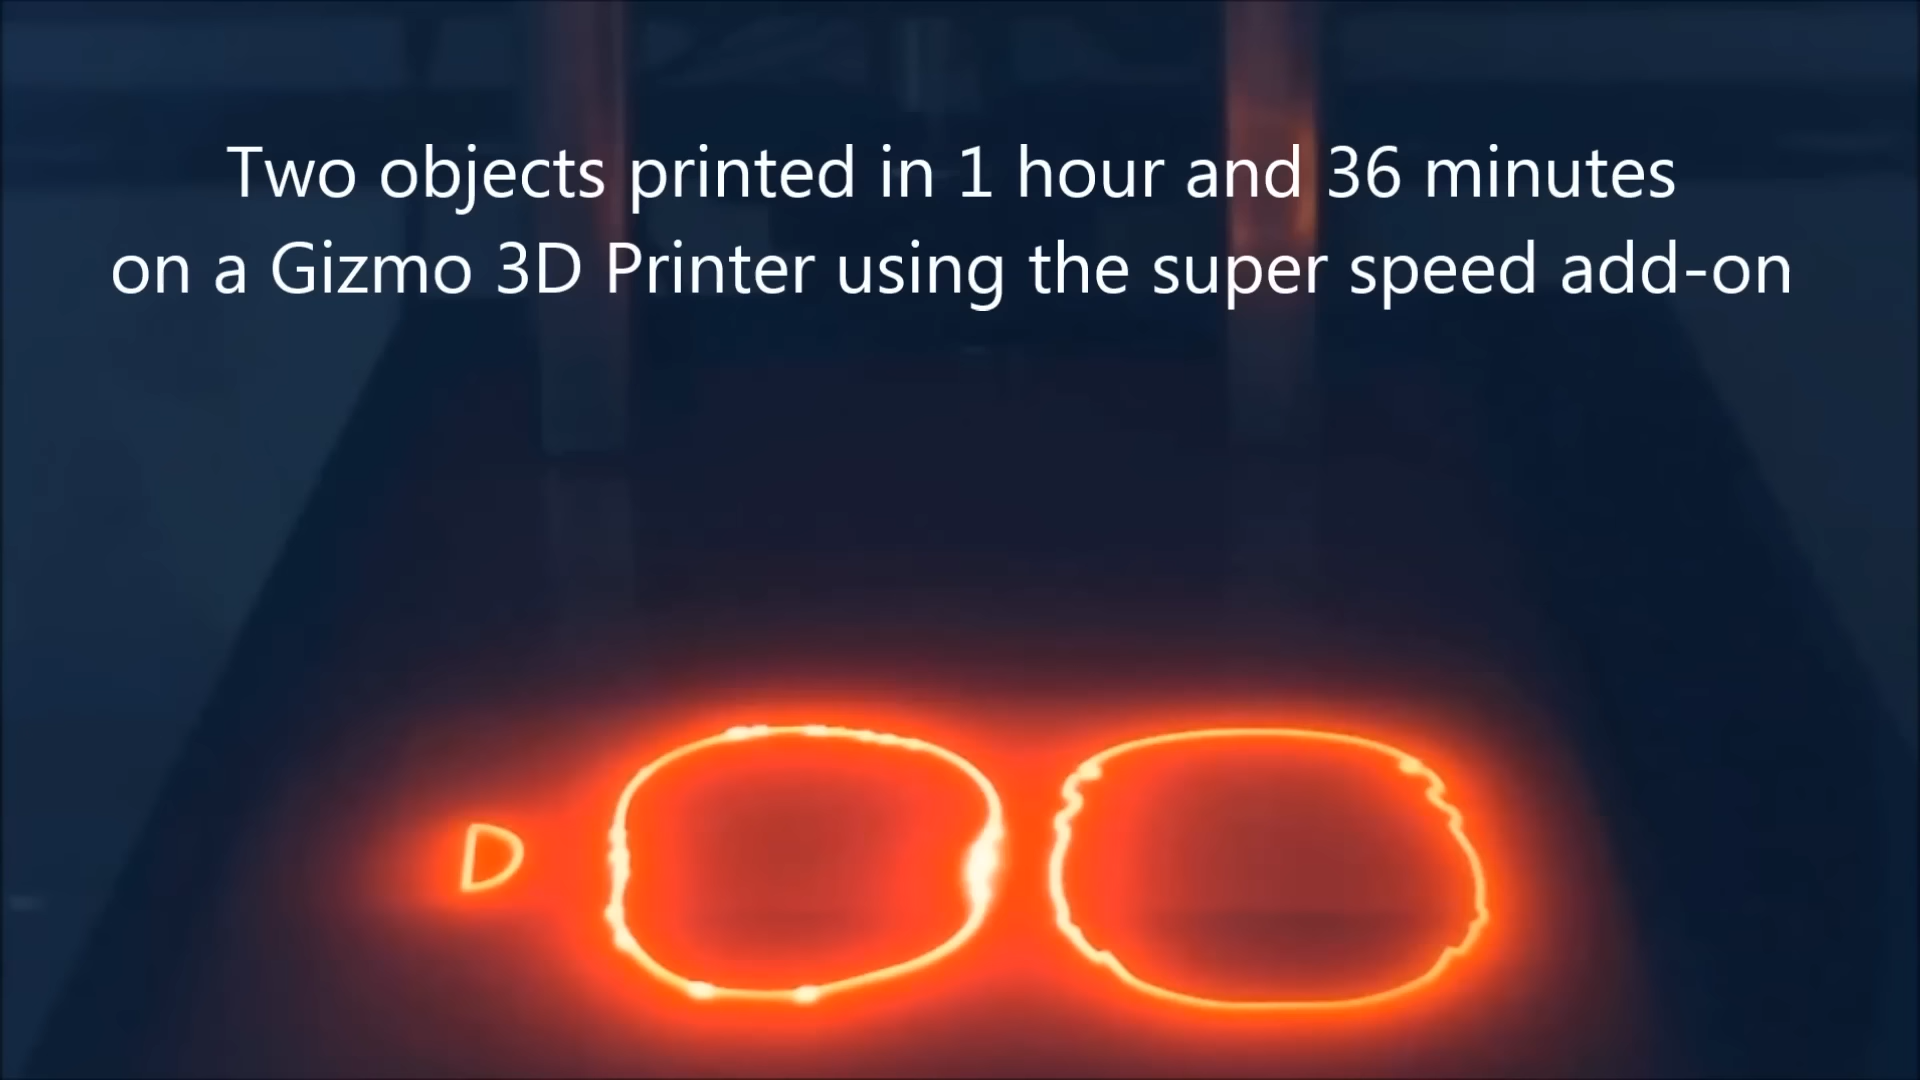 Two objects printed in 1 hour and 36 minutes
on a Gizmo 3D Printer using the super speed add-on